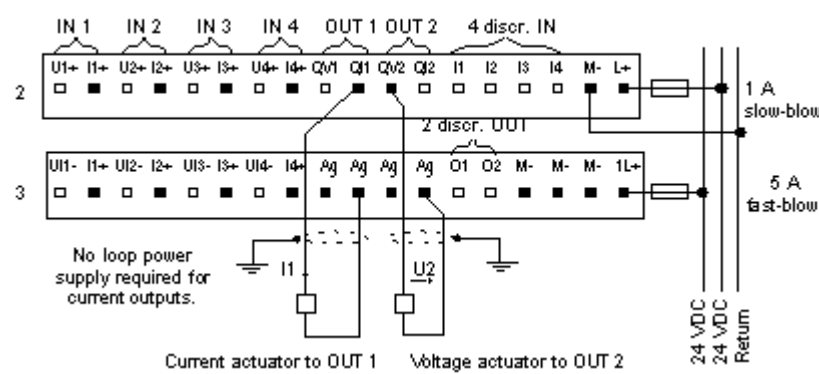 IN 1 IN 2 IN 3 IN 4 OUT 1 OUT 2 4 discr. IN
U1+ I1+ U2+ I2+ U3+ I3+ U4+ I4+ QV1 QI1 QV2 QI2 I1 I2 I3 I4 M- L+
2
1 A
slow-blow
2 discr. OUT
UI1- I1+ UI2- I2+ UI3- I3+ UI4- I4+ Ag Ag Ag Ag O1 O2 M- M- M- 1L+
3
5 A
fast-blow
No loop power
supply required for
current outputs.
I1
U2
24 VDC
24 VDC
Return
Current actuator to OUT 1 Voltage actuator to OUT 2